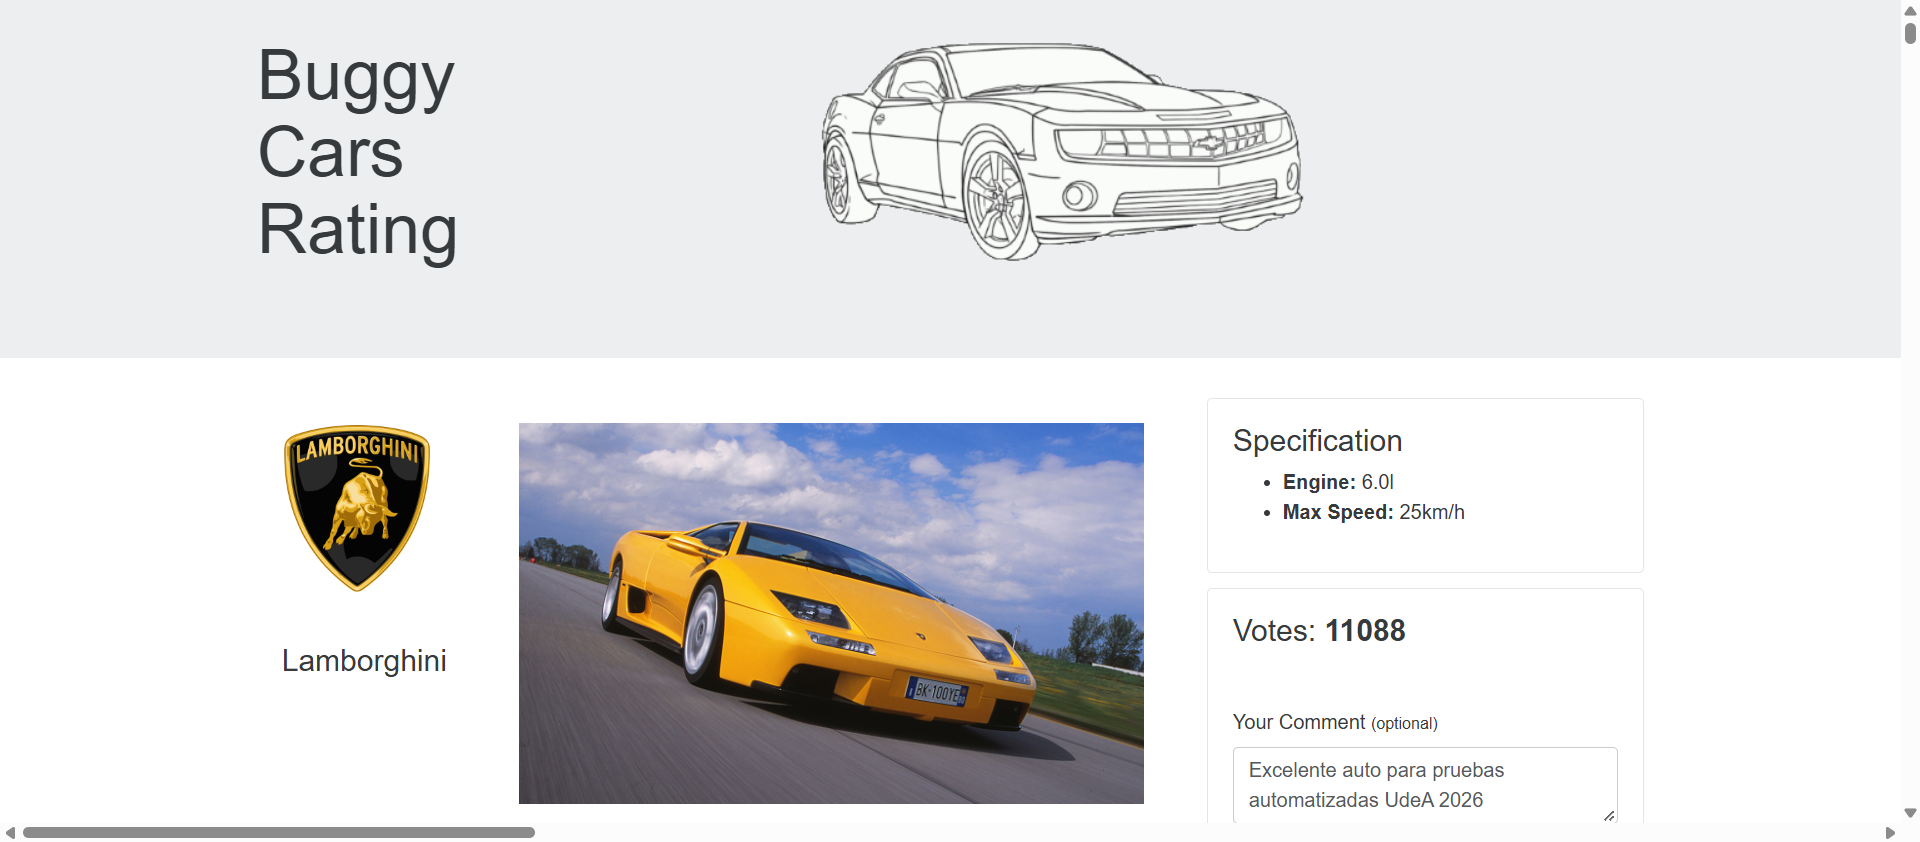 Buggy
Cars
Rating
LAMBORGHINI
Lamborghini
BK·100YE
Specification
Engine: 6.0l
Max Speed: 25km/h
Votes: 11088
Your Comment (optional)
Excelente auto para pruebas
automatizadas UdeA 2026